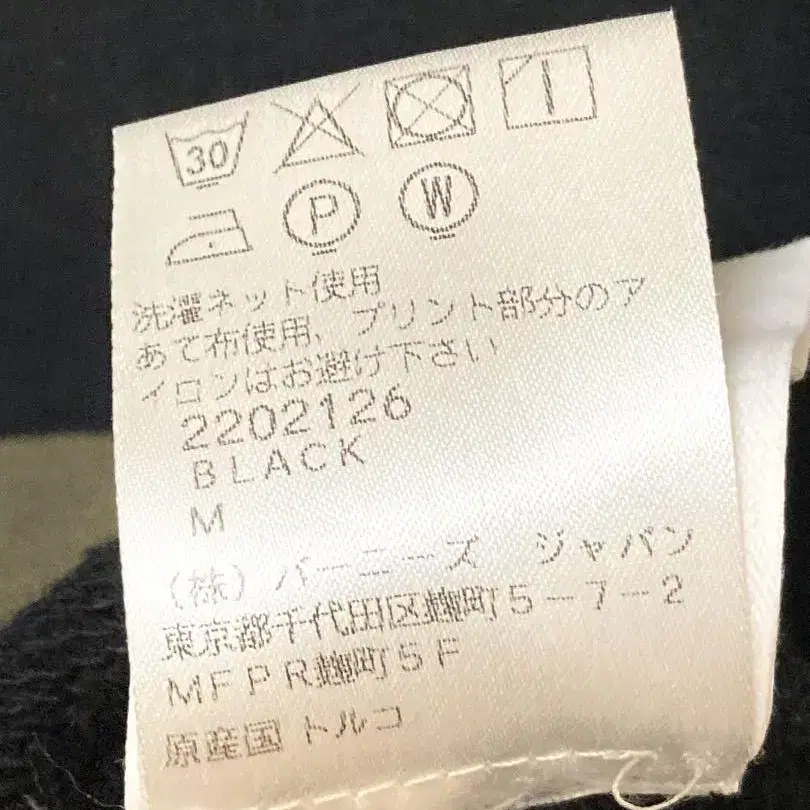 30
P W
洗濯ネット使用
あて布使用、プリント部分のア
イロンはお避け下さい
2202126
BLACK
M
(株)バーニーズ ジャパン
東京都千代田区麹町5-7-2
MFPR麹町5F
原産国 トルコ